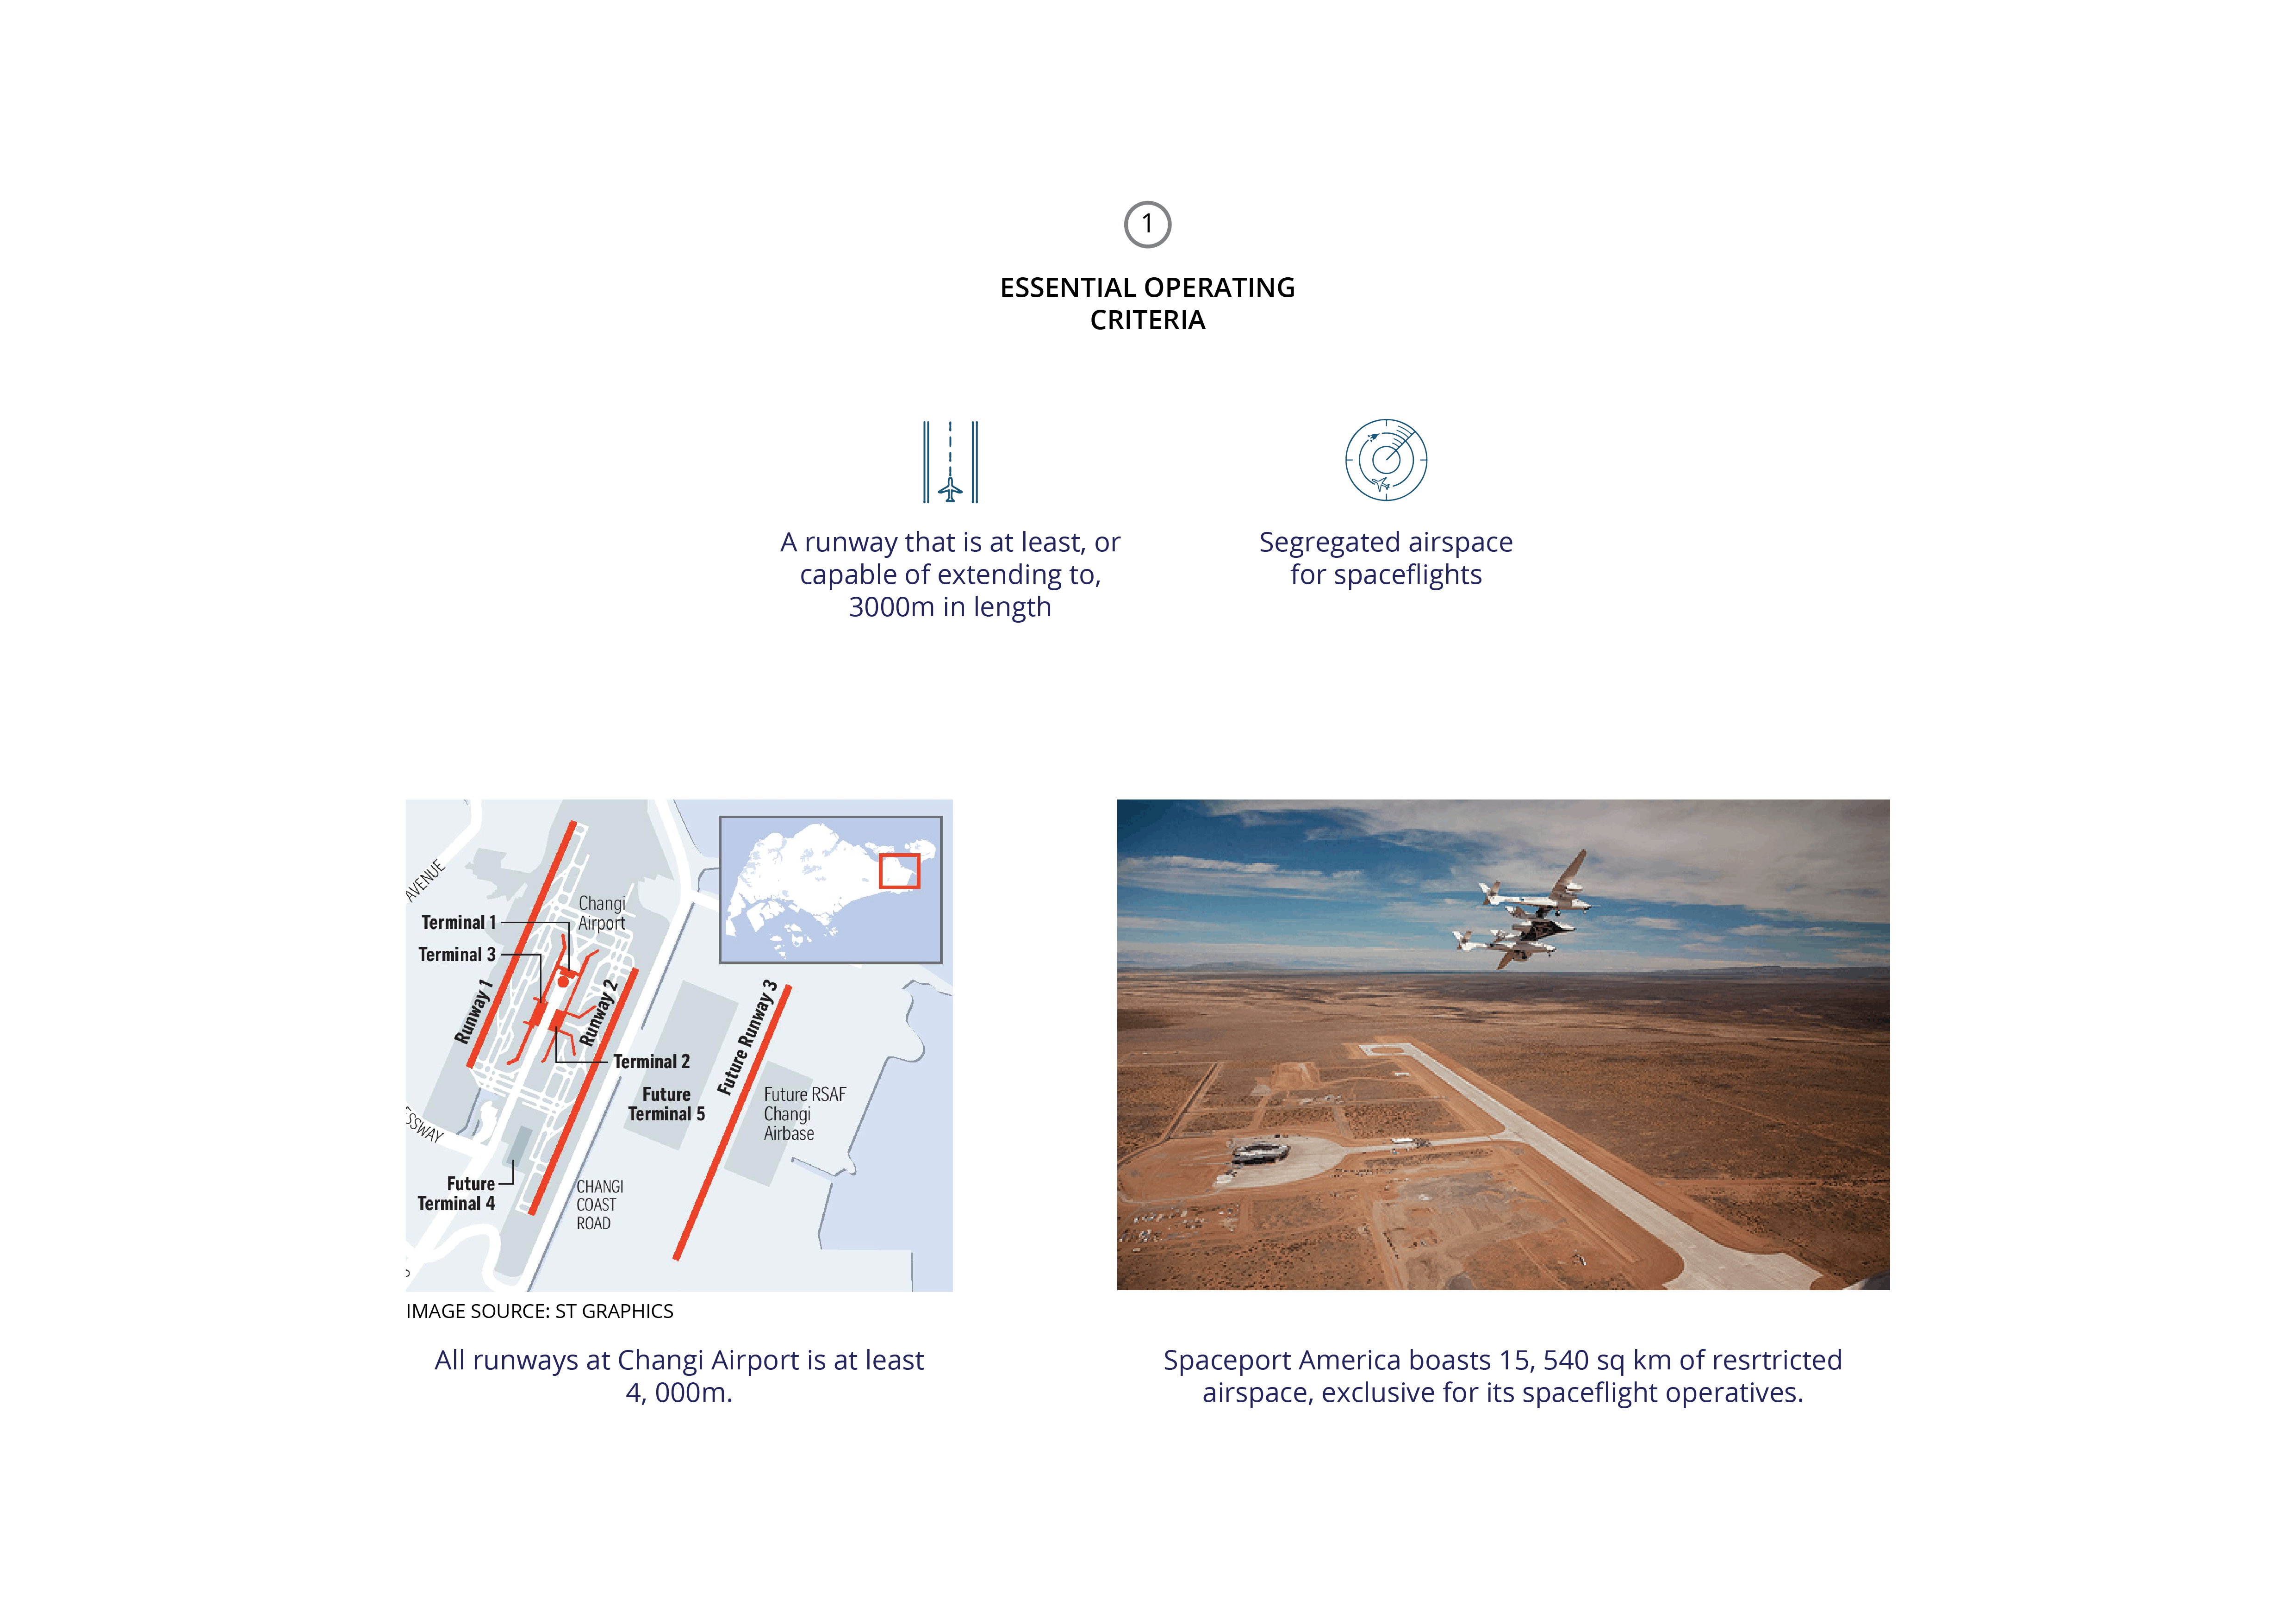 1
ESSENTIAL OPERATING
CRITERIA
A runway that is at least, or
capable of extending to,
3000m in length
Segregated airspace
for spaceflights
AVENUE
Changi
Airport
Terminal 1
Terminal 3
Runway 1
Runway 2
Future Runway 3
Terminal 2
Future
Terminal 5
Future RSAF
Changi
Airbase
SSWAY
Future
Terminal 4
CHANGI
COAST
ROAD
IMAGE SOURCE: ST GRAPHICS
All runways at Changi Airport is at least
4, 000m.
Spaceport America boasts 15, 540 sq km of resrtricted
airspace, exclusive for its spaceflight operatives.